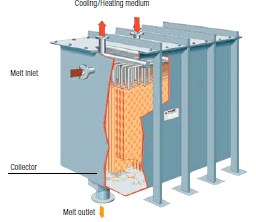 Cooling/Heating medium
Melt inlet
Collector
Melt outlet